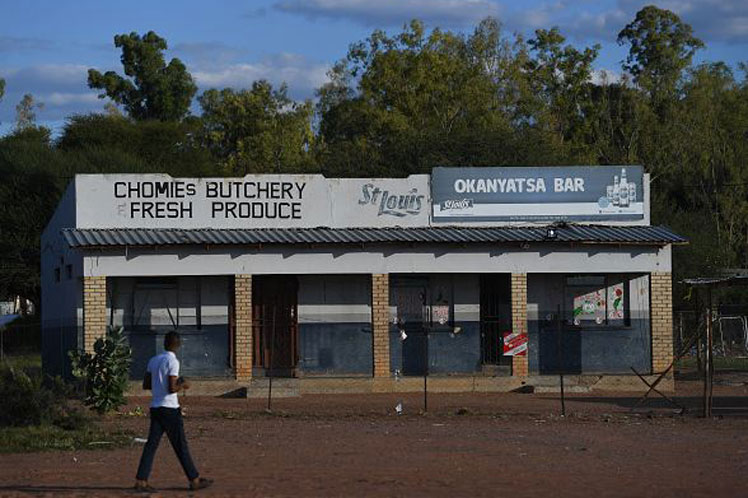 CHOMIES BUTCHERY
& FRESH PRODUCE
St Louis
OKANYATSA BAR
St Louis